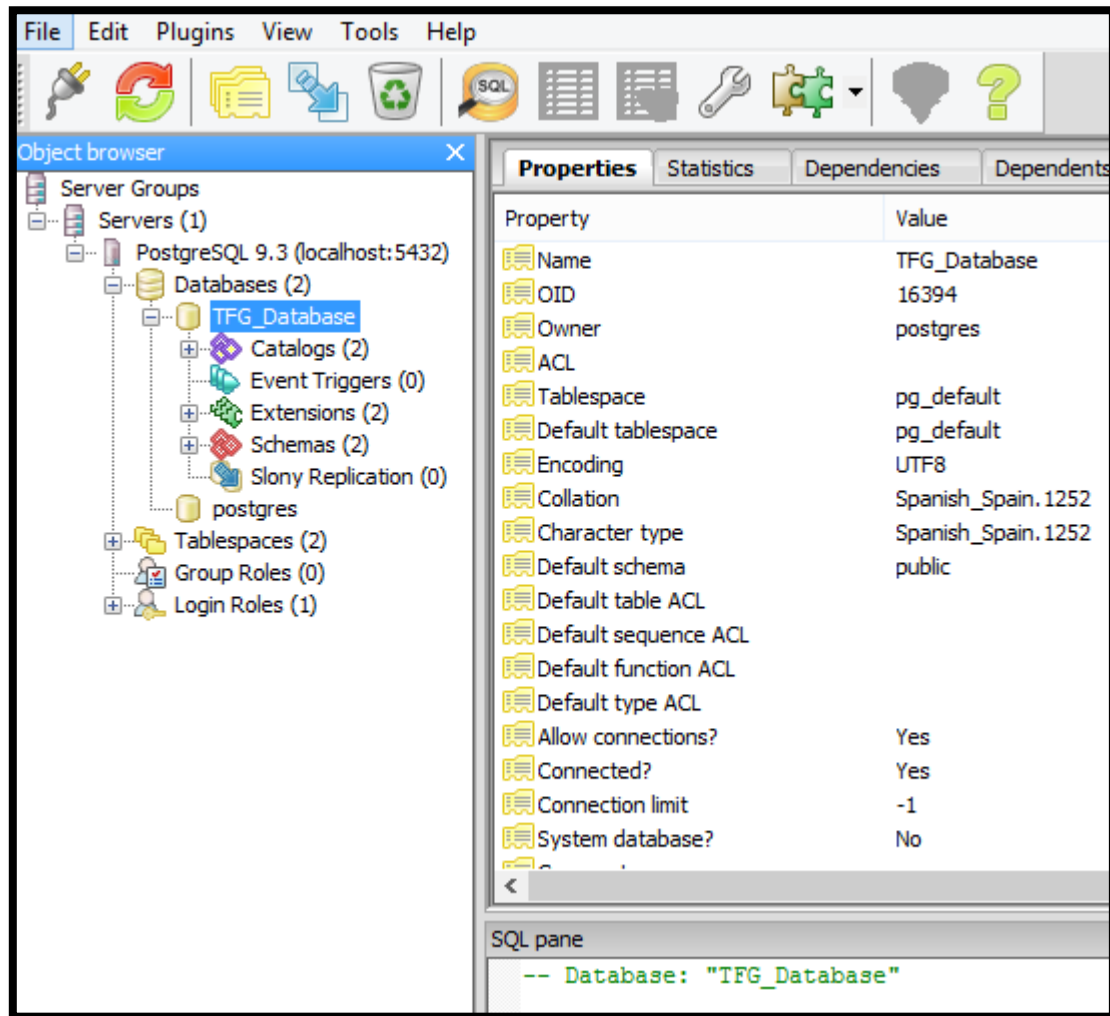 File Edit Plugins View Tools Help
SQL
Object browser
Server Groups
Servers (1)
PostgreSQL 9.3 (localhost:5432)
Databases (2)
TFG_Database
Catalogs (2)
Event Triggers (0)
Extensions (2)
Schemas (2)
Slony Replication (0)
postgres
Tablespaces (2)
Group Roles (0)
Login Roles (1)
Properties Statistics Dependencies Dependents
Property Value
Name TFG_Database
OID 16394
Owner postgres
ACL
Tablespace pg_default
Default tablespace pg_default
Encoding UTF8
Collation Spanish_Spain.1252
Character type Spanish_Spain.1252
Default schema public
Default table ACL
Default sequence ACL
Default function ACL
Default type ACL
Allow connections? Yes
Connected? Yes
Connection limit -1
System database? No
SQL pane
-- Database: "TFG_Database"